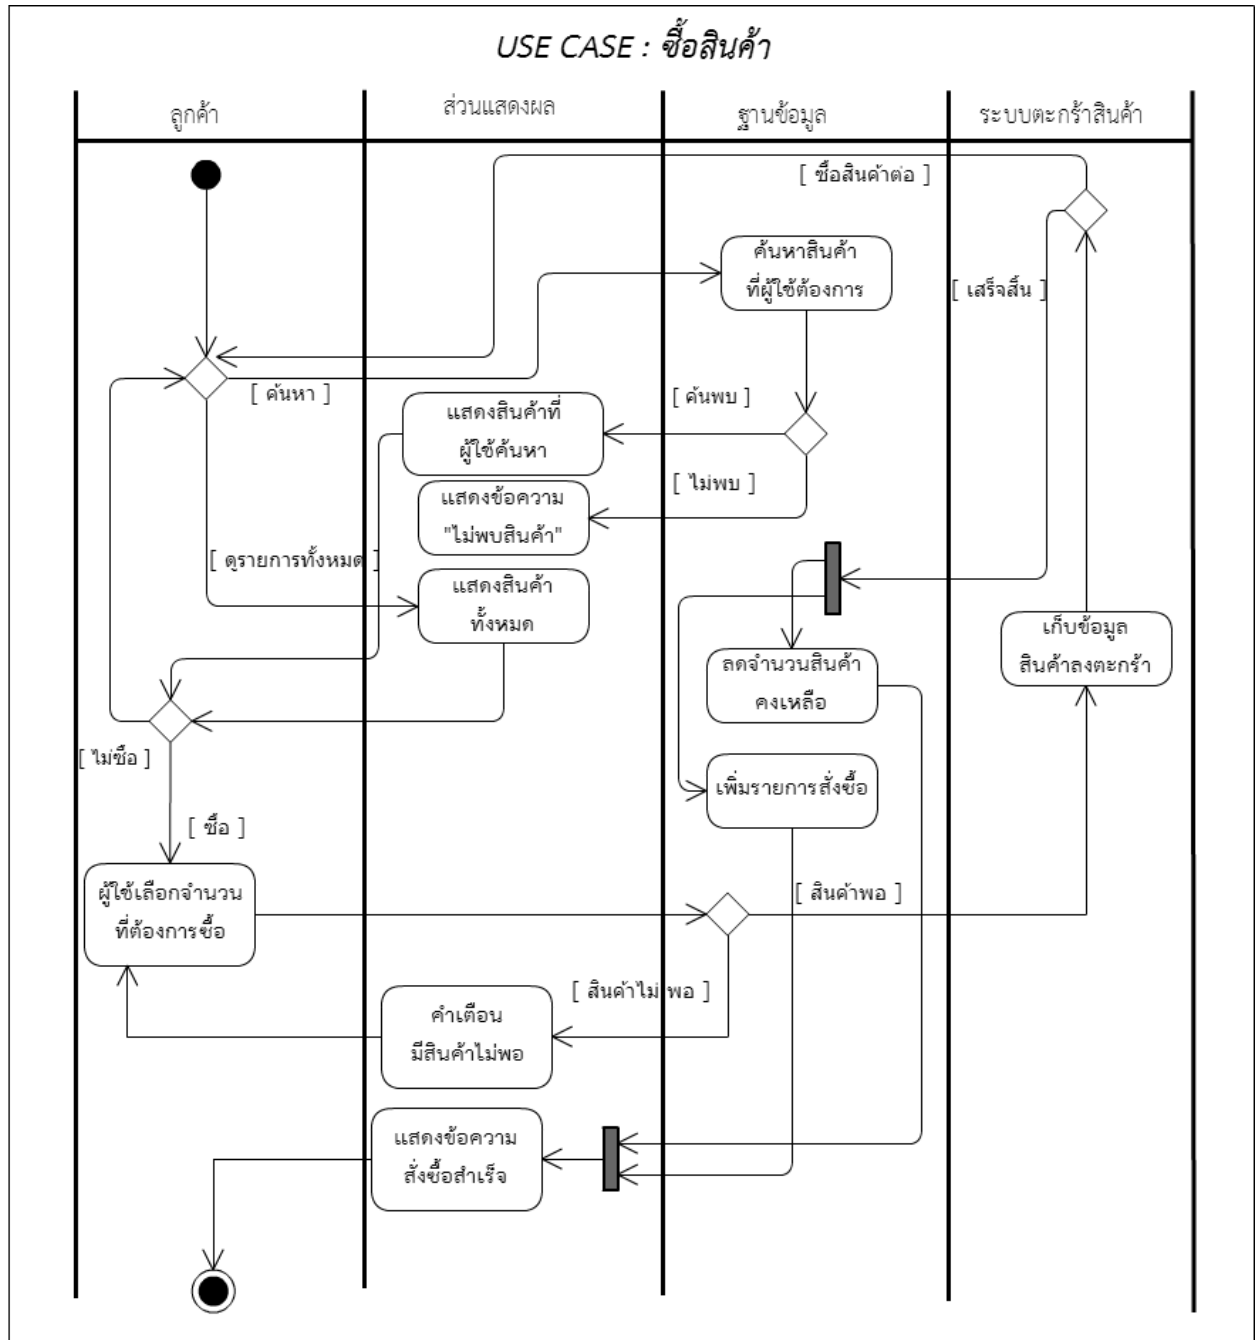 USE CASE : ซื้อสินค้า
ลูกค้า
ส่วนแสดงผล
ฐานข้อมูล
ระบบตะกร้าสินค้า
[ ซื้อสินค้าต่อ ]
ค้นหาสินค้า
ที่ผู้ใช้ต้องการ
[ เสร็จสิ้น ]
[ ค้นหา ]
[ ค้นพบ ]
แสดงสินค้าที่
ผู้ใช้ค้นหา
[ ไม่พบ ]
แสดงข้อความ
"ไม่พบสินค้า"
[ ดูรายการทั้งหมด ]
แสดงสินค้า
ทั้งหมด
เก็บข้อมูล
สินค้าลงตะกร้า
ลดจำนวนสินค้า
คงเหลือ
[ ไม่ซื้อ ]
เพิ่มรายการสั่งซื้อ
[ ซื้อ ]
ผู้ใช้เลือกจำนวน
ที่ต้องการซื้อ
[ สินค้าพอ ]
[ สินค้าไม่พอ ]
คำเตือน
มีสินค้าไม่พอ
แสดงข้อความ
สั่งซื้อสำเร็จ